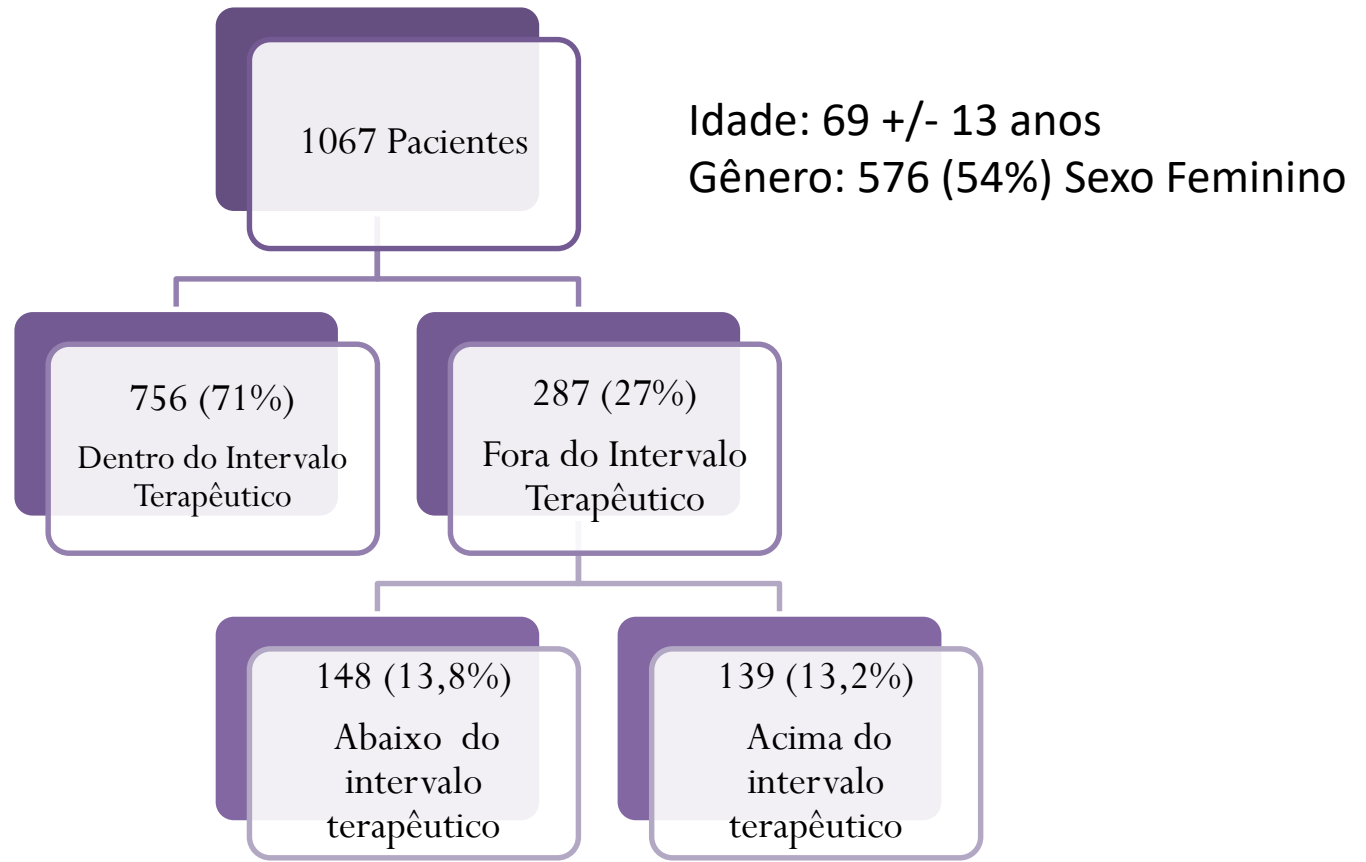 1067 Pacientes
Idade: 69 +/- 13 anos
Gênero: 576 (54%) Sexo Feminino
756 (71%)
Dentro do Intervalo
Terapêutico
287 (27%)
Fora do Intervalo
Terapêutico
148 (13,8%)
Abaixo do
intervalo
terapêutico
139 (13,2%)
Acima do
intervalo
terapêutico